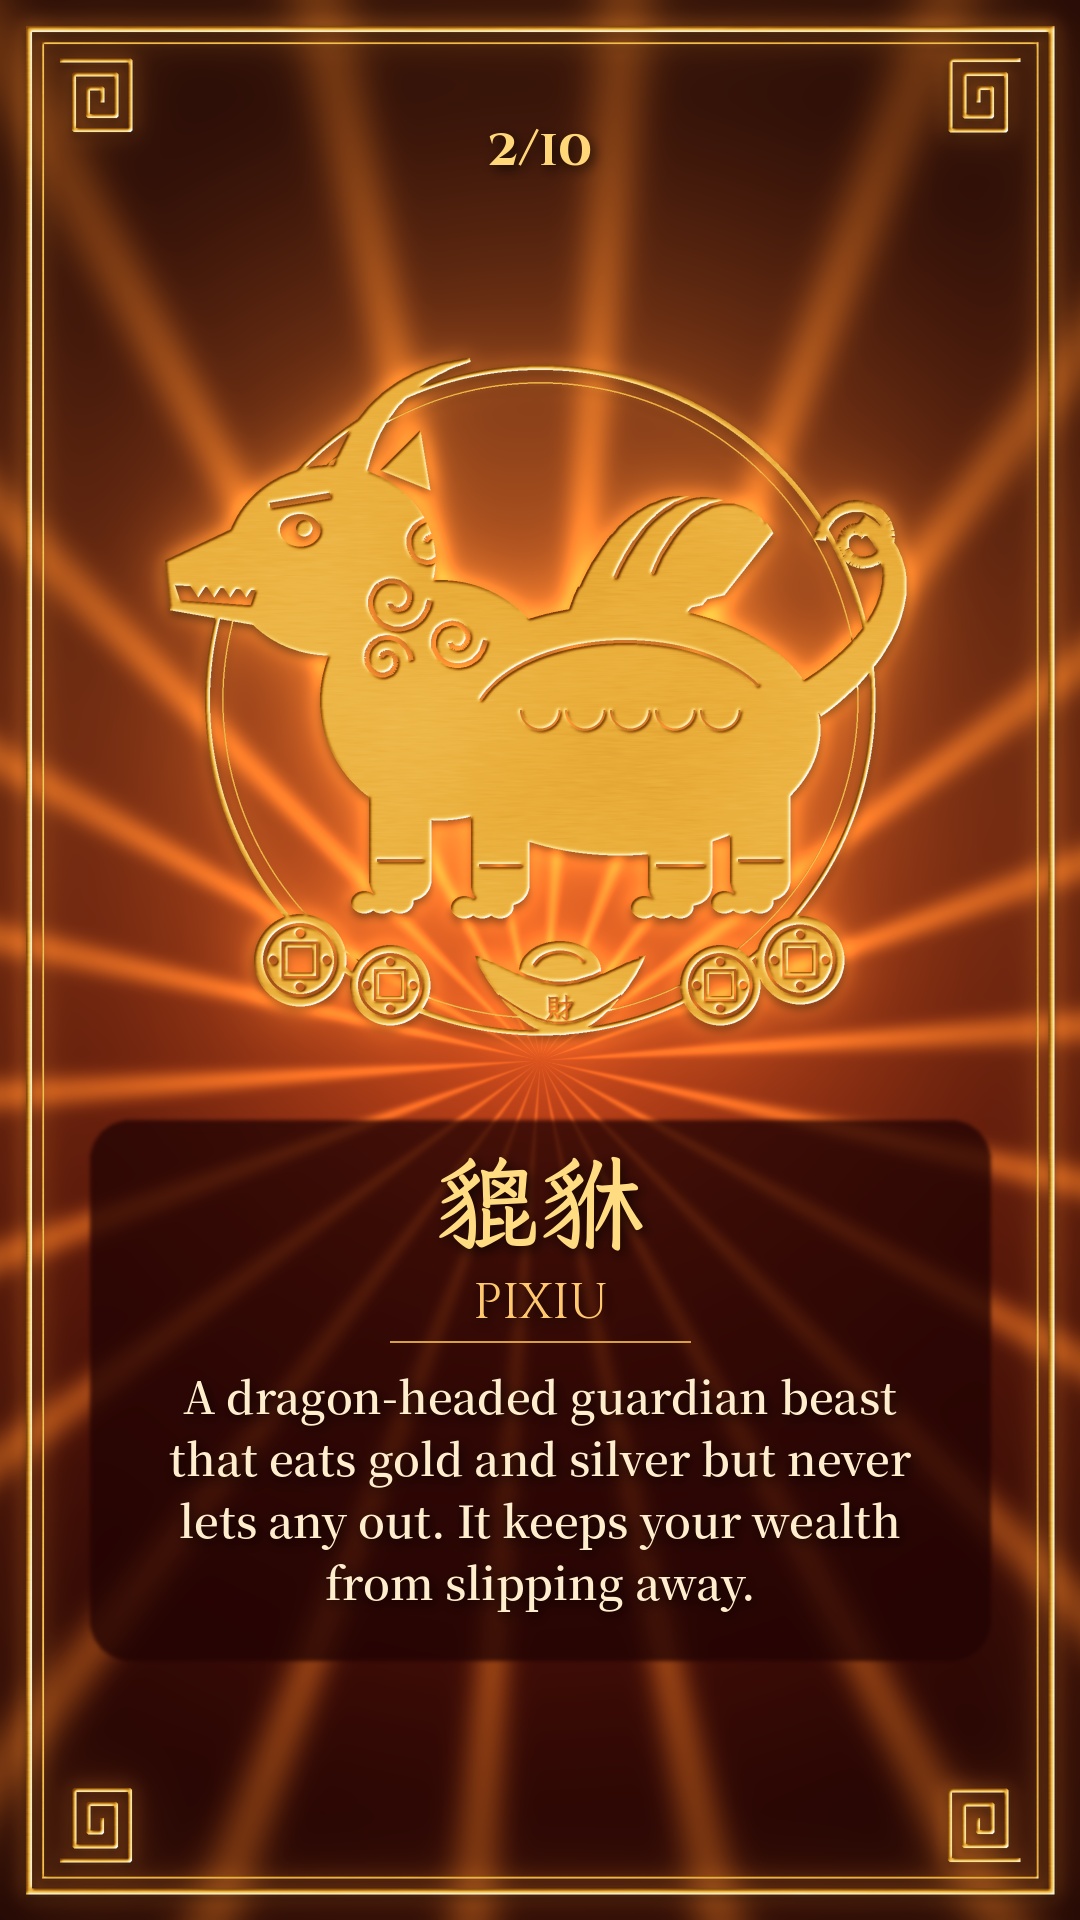 2/10
財
貔貅
PIXIU
A dragon-headed guardian beast
that eats gold and silver but never
lets any out. It keeps your wealth
from slipping away.